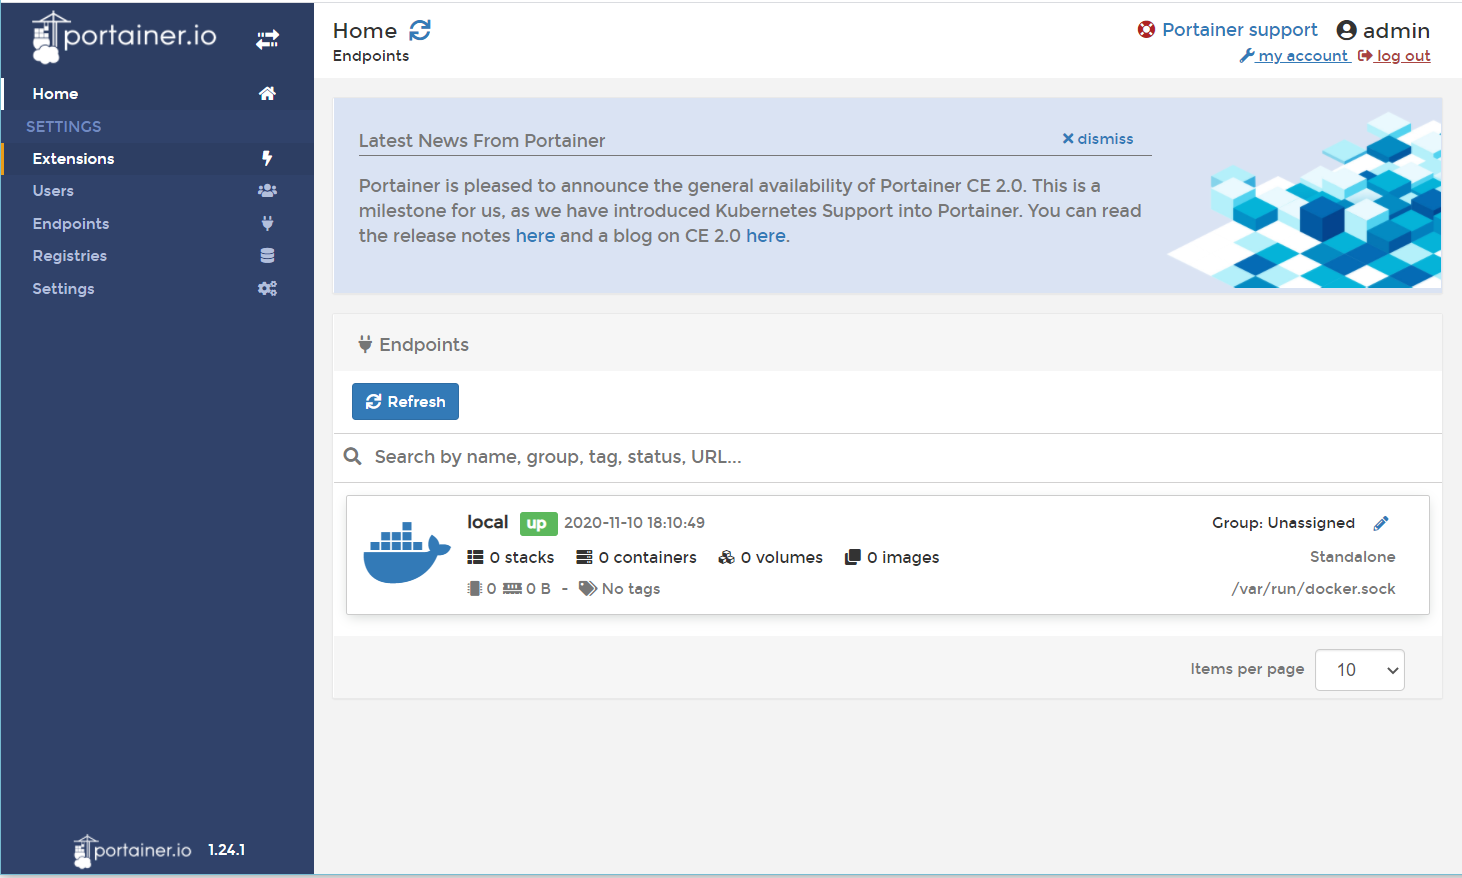 portainer.io
Home
SETTINGS
Extensions
Users
Endpoints
Registries
Settings
portainer.io 1.24.1
Home
Endpoints
Portainer support admin
my account log out
Latest News From Portainer dismiss
Portainer is pleased to announce the general availability of Portainer CE 2.0. This is a
milestone for us, as we have introduced Kubernetes Support into Portainer. You can read
the release notes here and a blog on CE 2.0 here.
Endpoints
Refresh
Search by name, group, tag, status, URL...
local up 2020-11-10 18:10:49 Group: Unassigned
0 stacks 0 containers 0 volumes 0 images Standalone
0 0 B - No tags /var/run/docker.sock
Items per page 10